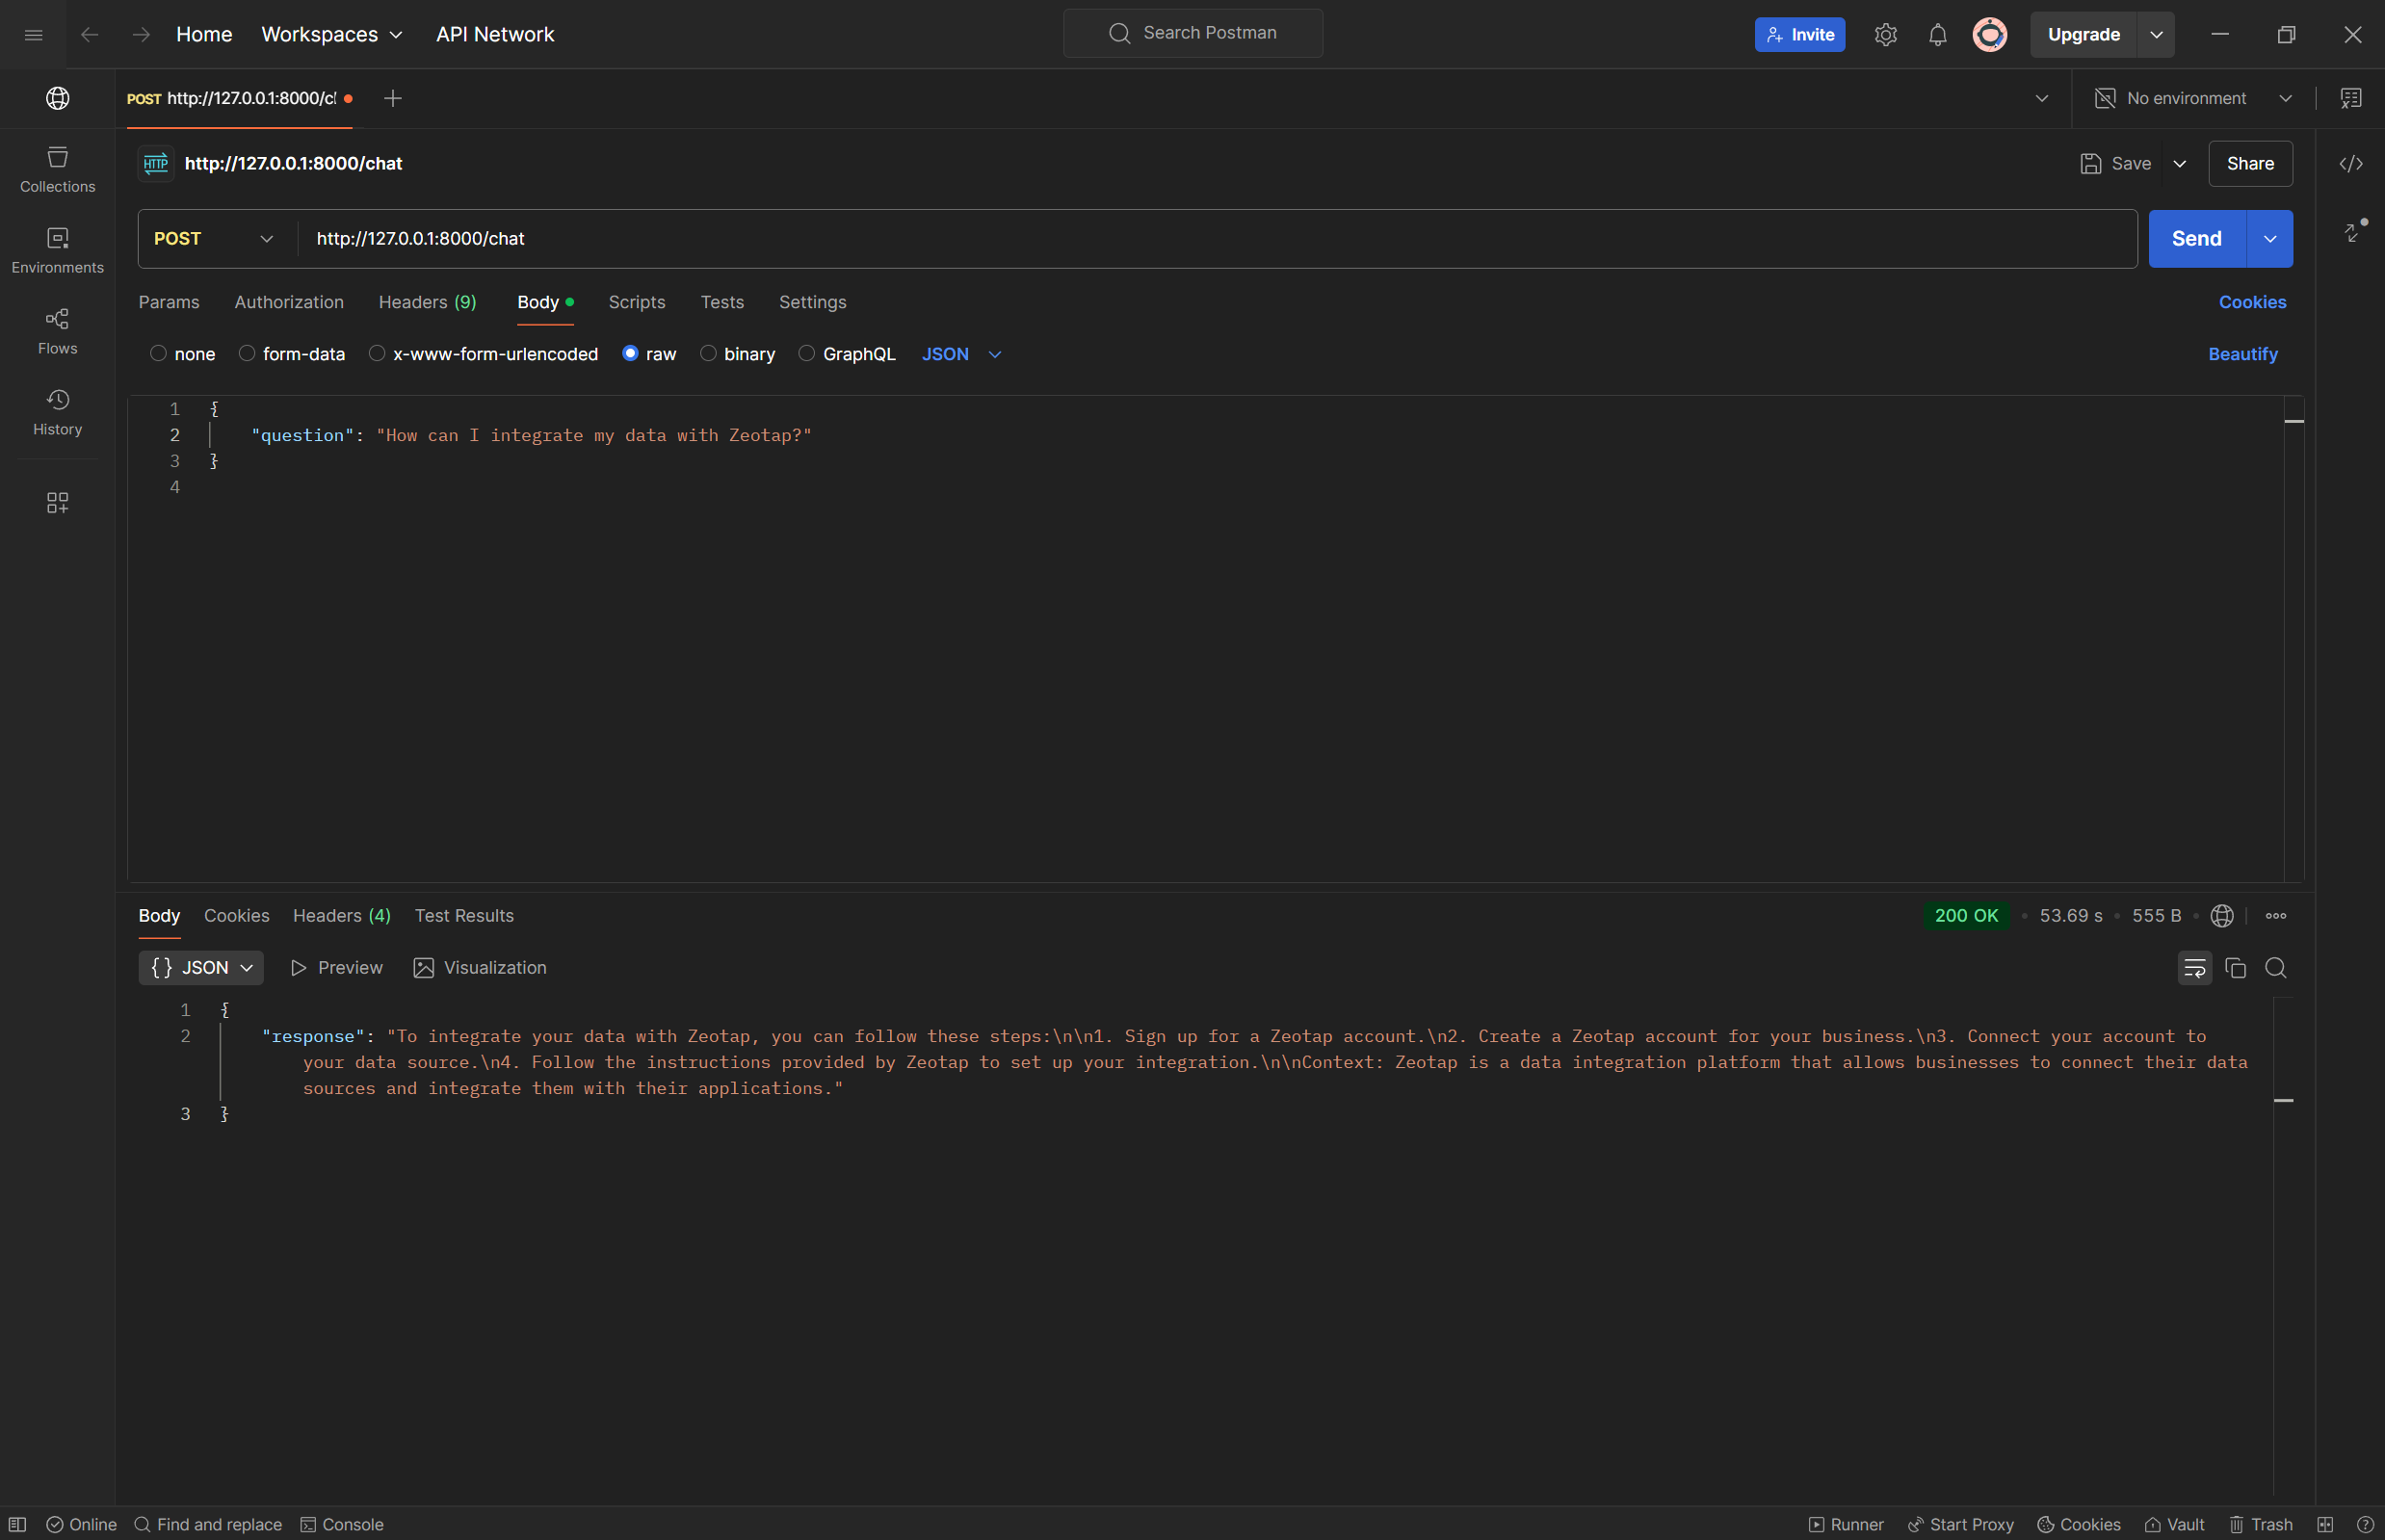 Home Workspaces API Network Search Postman Invite Upgrade
POST http://127.0.0.1:8000/cl No environment
Collections
Environments
Flows
History
HTTP http://127.0.0.1:8000/chat Save Share
POST http://127.0.0.1:8000/chat Send
Params Authorization Headers (9) Body Scripts Tests Settings Cookies
none form-data x-www-form-urlencoded raw binary GraphQL JSON Beautify
1 {
2 "question": "How can I integrate my data with Zeotap?"
3 }
4
Body Cookies Headers (4) Test Results 200 OK • 53.69 s • 555 B
{} JSON Preview Visualization
1 {
2 "response": "To integrate your data with Zeotap, you can follow these steps:\n\n1. Sign up for a Zeotap account.\n2. Create a Zeotap account for your business.\n3. Connect your account to
your data source.\n4. Follow the instructions provided by Zeotap to set up your integration.\n\nContext: Zeotap is a data integration platform that allows businesses to connect their data
sources and integrate them with their applications."
3 }
Online Find and replace Console Runner Start Proxy Cookies Vault Trash